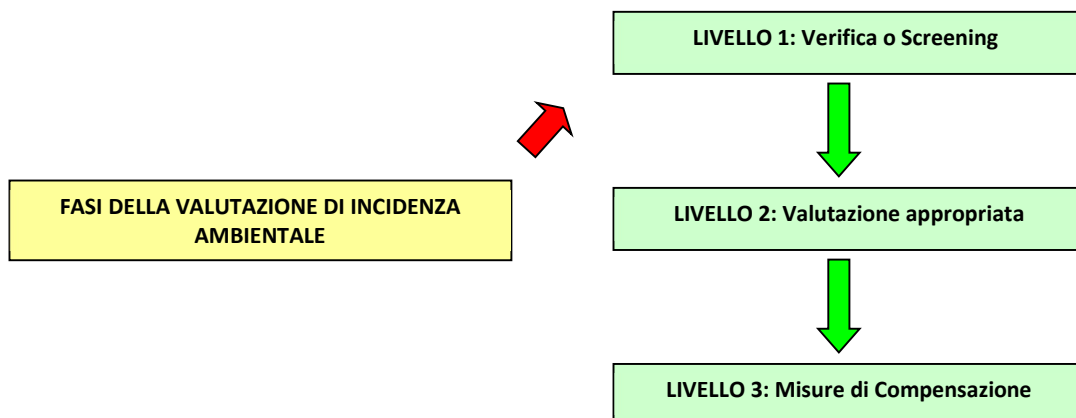 LIVELLO 1: Verifica o Screening
FASI DELLA VALUTAZIONE DI INCIDENZA
AMBIENTALE
LIVELLO 2: Valutazione appropriata
LIVELLO 3: Misure di Compensazione